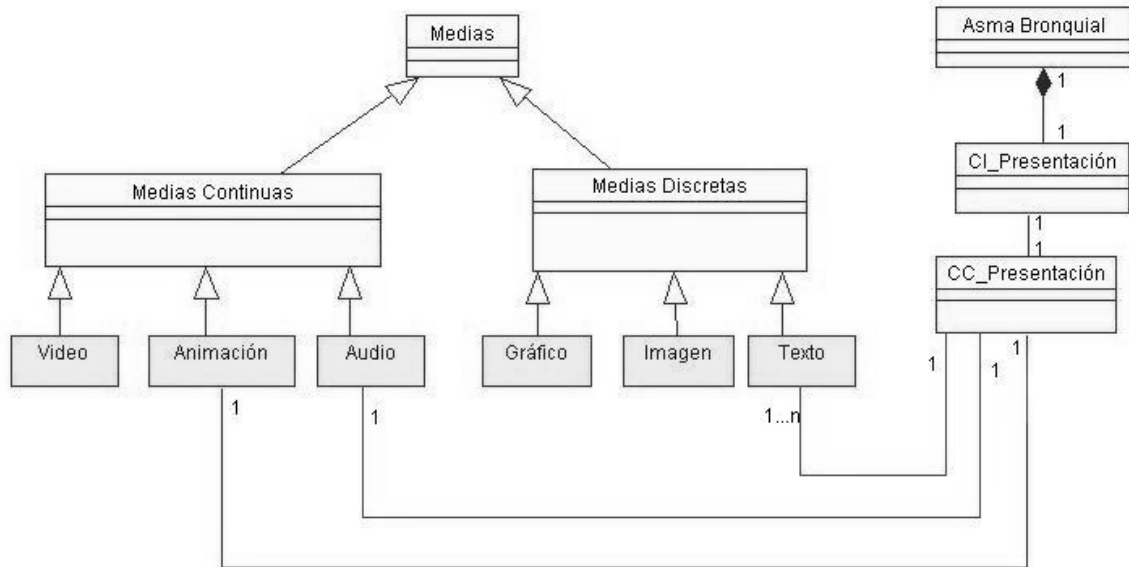 Medias
Asma Bronquial
1
1
CI_Presentación
Medias Continuas
Medias Discretas
1
1
CC_Presentación
Video
Animación
Audio
Gráfico
Imagen
Texto
1
1
1
1
1
1...n